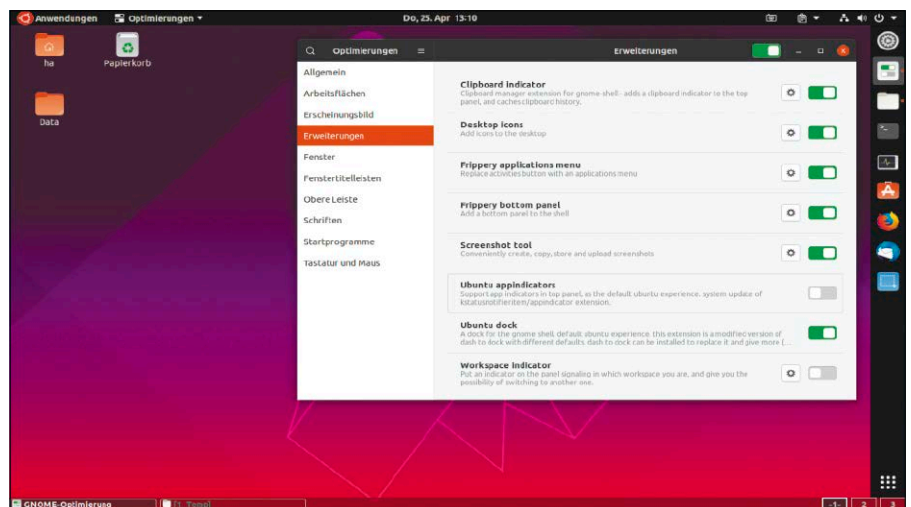 Anwendungen Optimierungen Do, 25. Apr 13:10
ha Papierkorb
Data
Optimierungen Erweiterungen
Allgemein
Arbeitsflächen
Erscheinungsbild
Erweiterungen
Fenster
Fenstertitelleisten
Obere Leiste
Schriften
Startprogramme
Tastatur und Maus
Clipboard indicator
Clipboard manager extension for gnome-shell - adds a clipboard indicator to the top
panel, and caches clipboard history.
Desktop icons
Add icons to the desktop
Frippery applications menu
Replace activities button with an applications menu
Frippery bottom panel
Add a bottom panel to the shell
Screenshot tool
Conveniently create, copy, store and upload screenshots
Ubuntu appindicators
Support app indicators in top panel, as the default ubuntu experience. system update of
kstatusnotifieritem/appindicator extension.
Ubuntu dock
A dock for the gnome shell, default ubuntu experience. this extension is a modified version of
dash to dock with different defaults. dash to dock can be installed to replace it and give more (...
Workspace indicator
Put an indicator on the panel signaling in which workspace you are, and give you the
possibility of switching to another one.
GNOME-Optimierung -1- 2 3